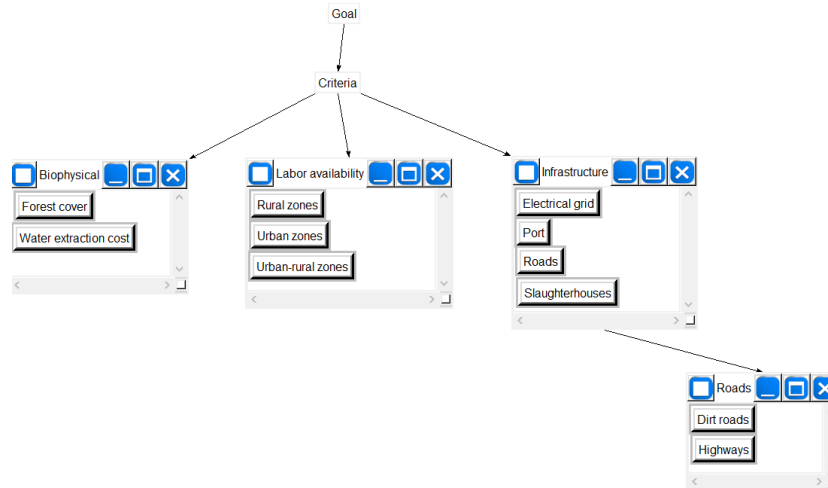 Goal
Criteria
Biophysical
Forest cover
Water extraction cost
Labor availability
Rural zones
Urban zones
Urban-rural zones
Infrastructure
Electrical grid
Port
Roads
Slaughterhouses
Roads
Dirt roads
Highways